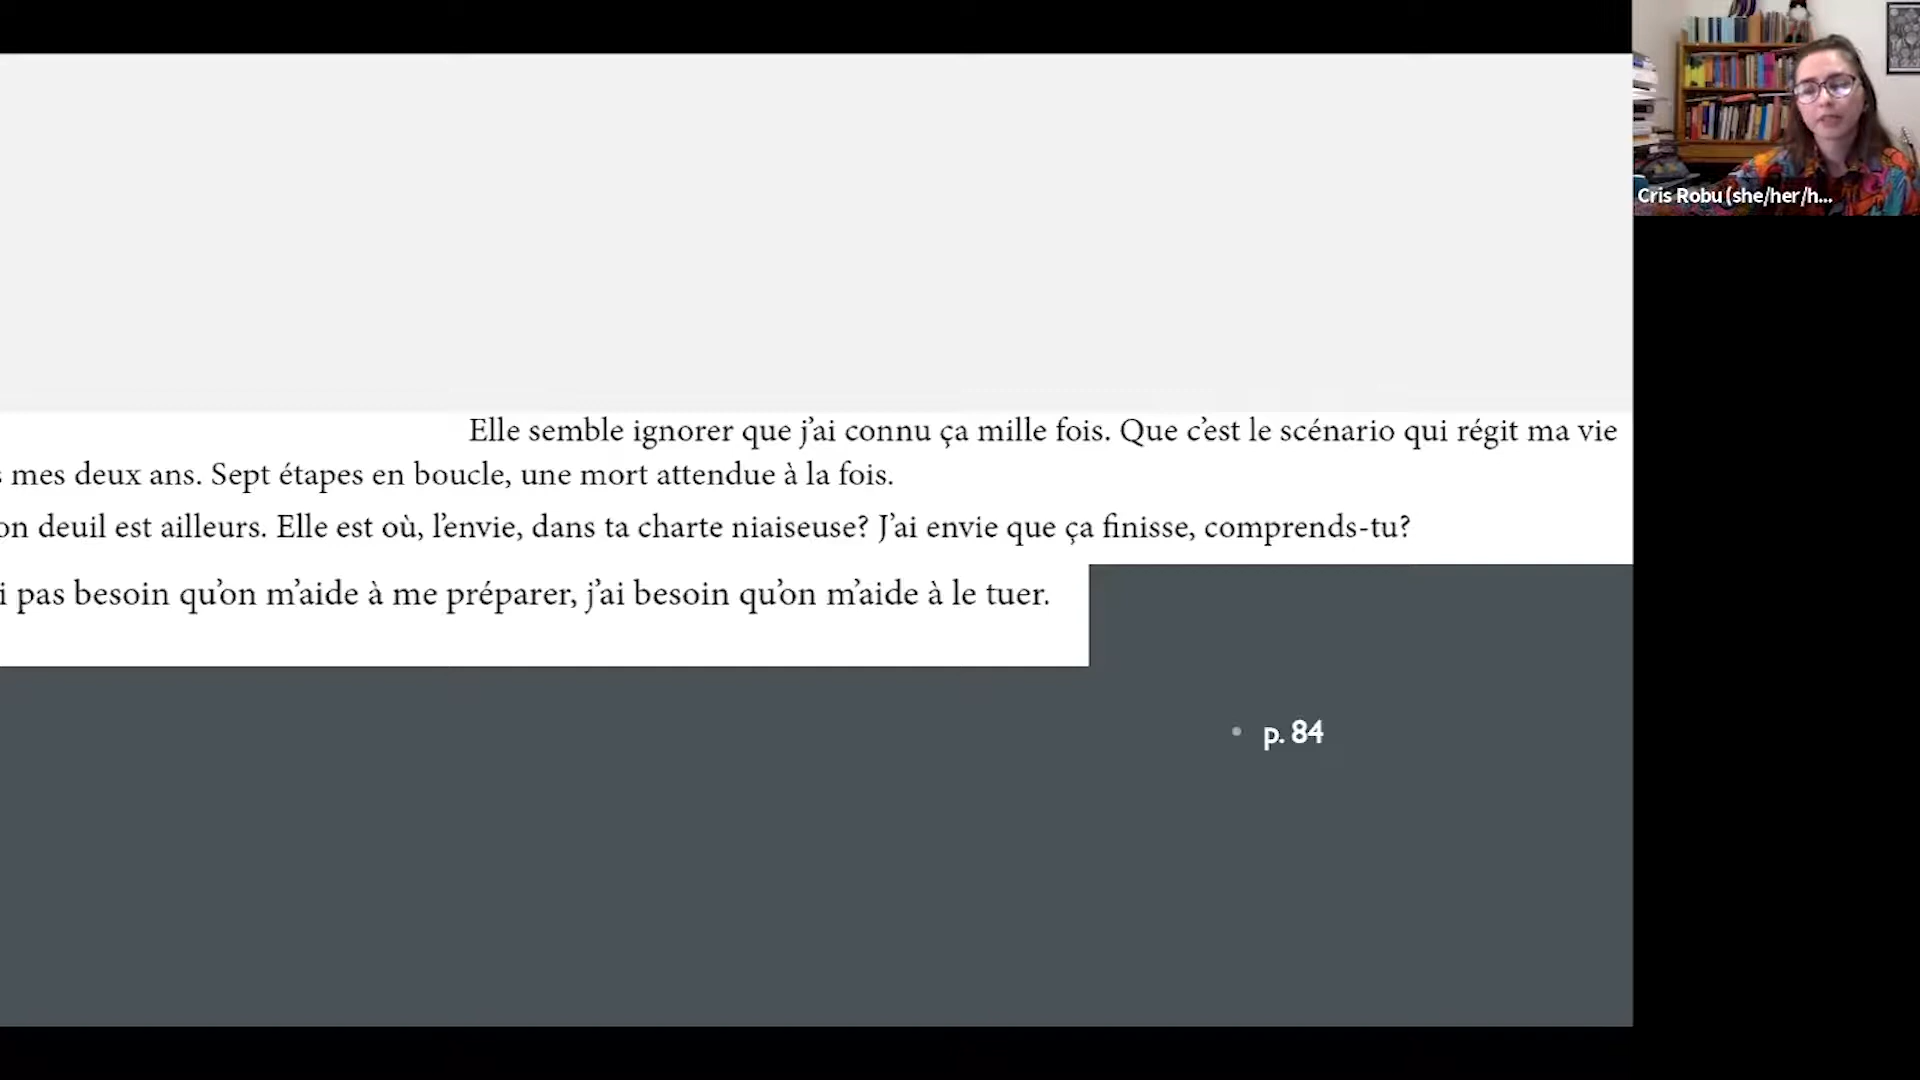 Elle semble ignorer que j'ai connu ça mille fois. Que c'est le scénario qui régit ma vie
mes deux ans. Sept étapes en boucle, une mort attendue à la fois.
on deuil est ailleurs. Elle est où, l'envie, dans ta charte niaiseuse? J'ai envie que ça finisse, comprends-tu?
i pas besoin qu'on m'aide à me préparer, j'ai besoin qu'on m'aide à le tuer.
• p. 84
Cris Robu (she/her/h...